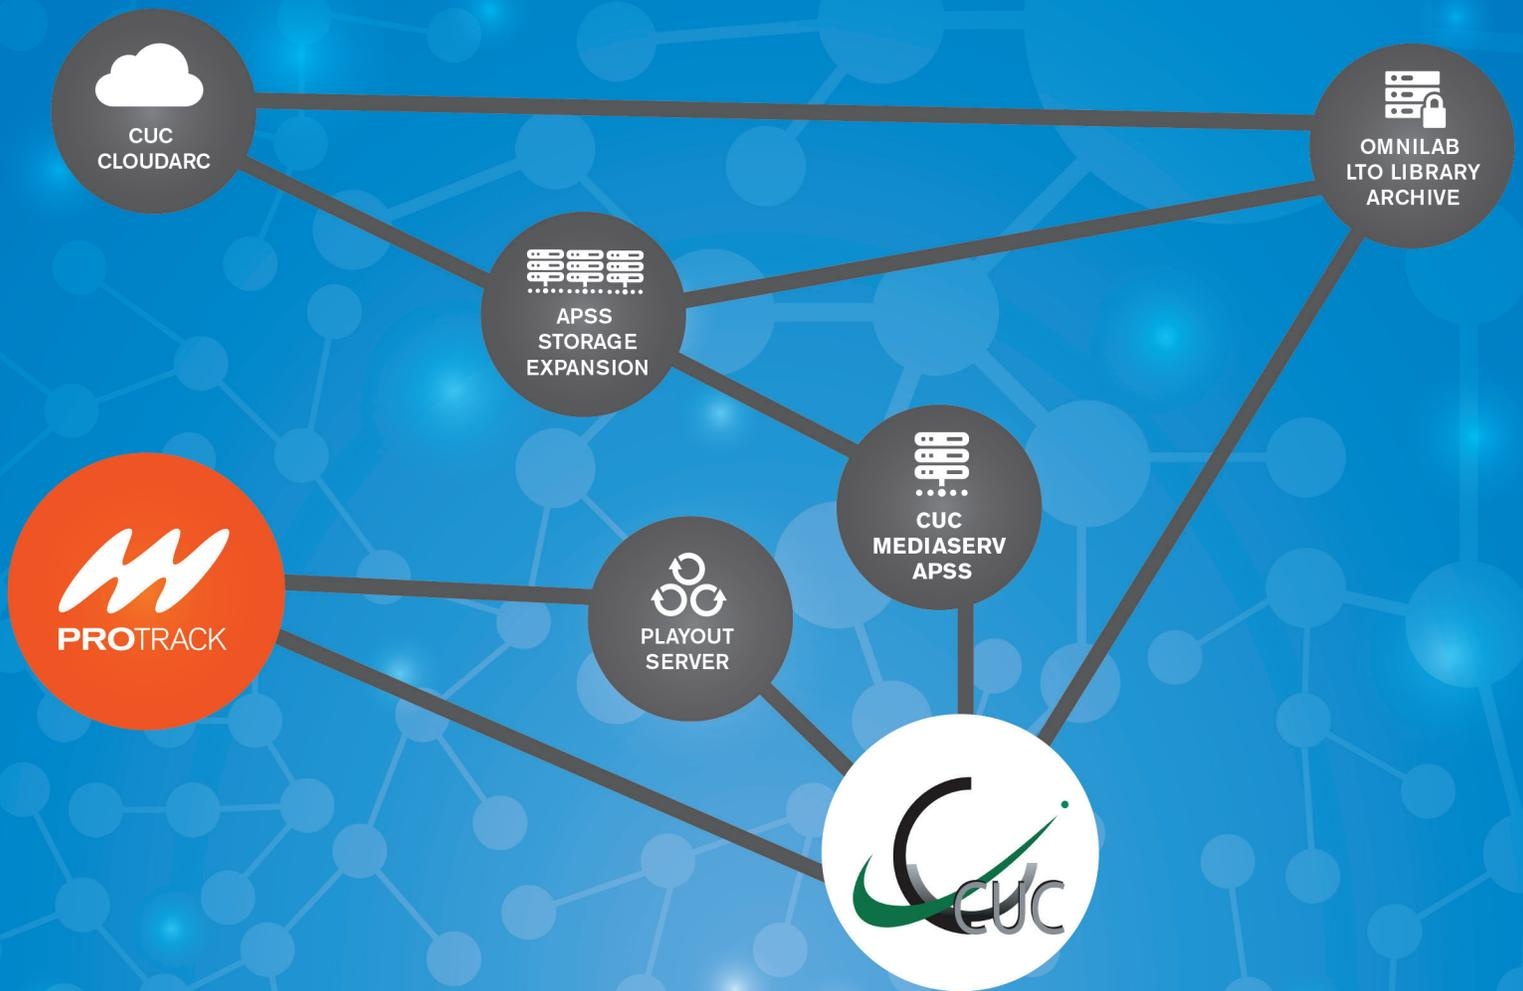 CUC
CLOUDARC
OMNILAB
LTO LIBRARY
ARCHIVE
APSS
STORAGE
EXPANSION
CUC
MEDIASERV
APSS
PROTRACK
PLAYOUT
SERVER
CUC